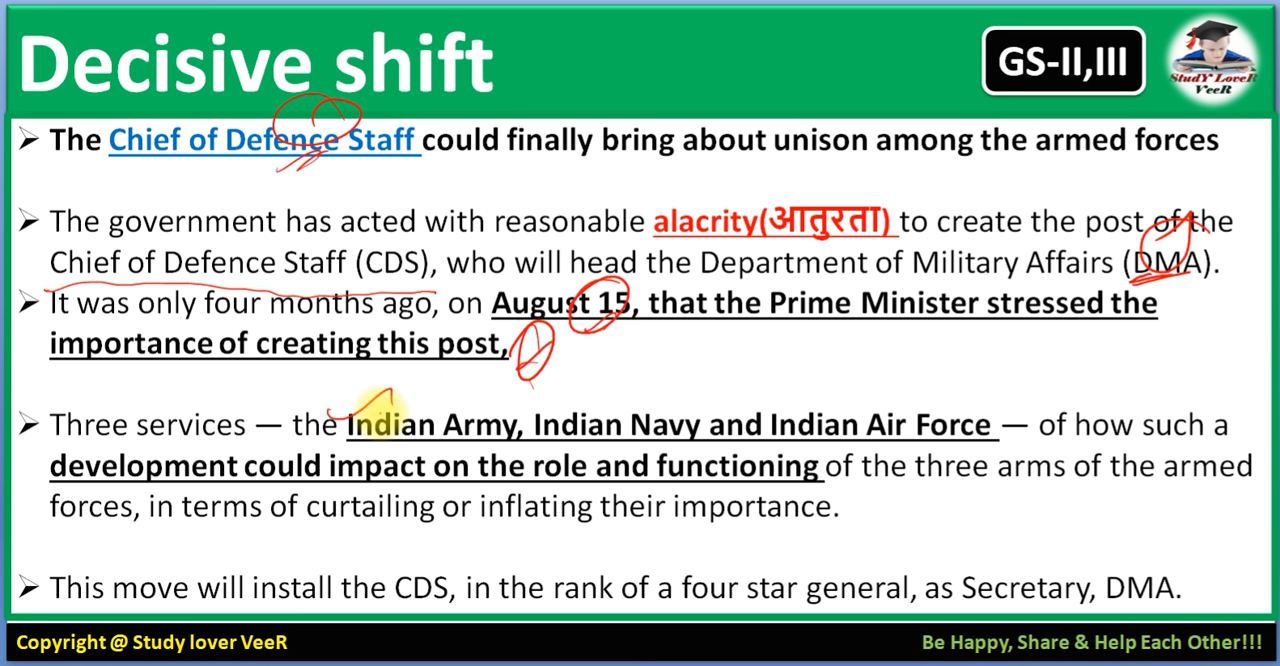 Decisive shift
GS-II,III
StudY LoveR
VeeR
➤ The Chief of Defence Staff could finally bring about unison among the armed forces
➤ The government has acted with reasonable alacrity(आतुरता) to create the post of the
Chief of Defence Staff (CDS), who will head the Department of Military Affairs (DMA).
➤ It was only four months ago, on August 15, that the Prime Minister stressed the
importance of creating this post,
➤ Three services — the Indian Army, Indian Navy and Indian Air Force — of how such a
development could impact on the role and functioning of the three arms of the armed
forces, in terms of curtailing or inflating their importance.
➤ This move will install the CDS, in the rank of a four star general, as Secretary, DMA.
Copyright @ Study lover VeeR
Be Happy, Share & Help Each Other!!!